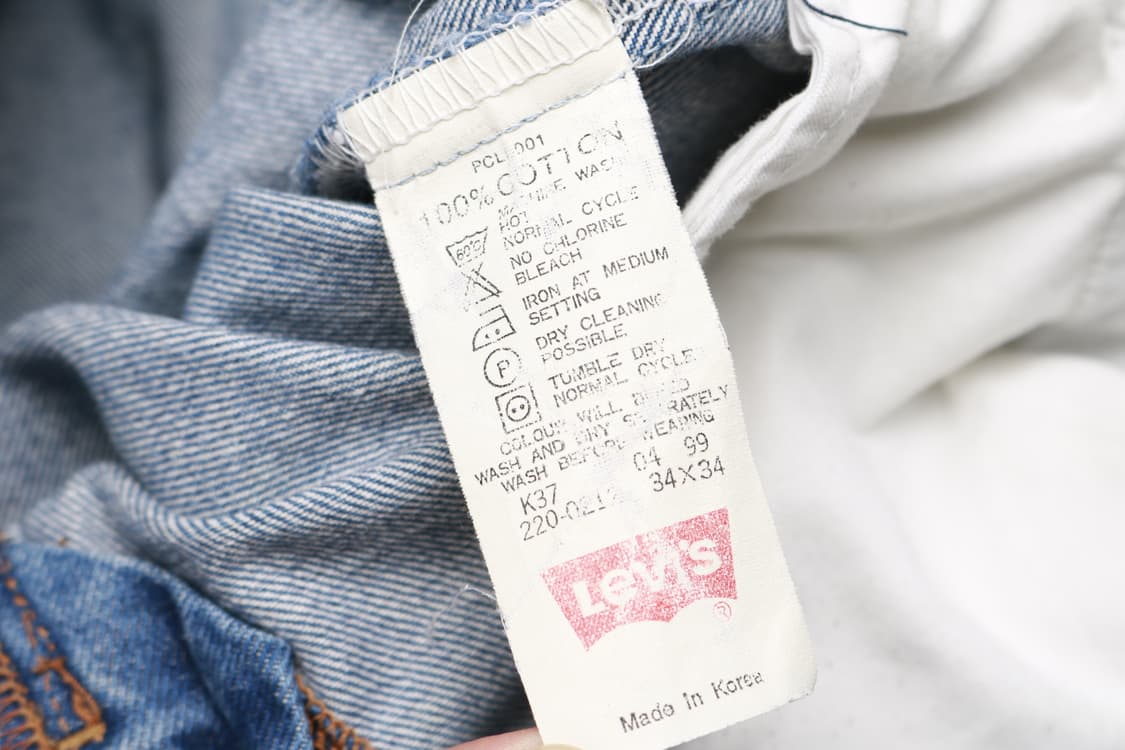 PCL 001
100% COTTON
MACHINE WASH
HOT
NORMAL CYCLE
60°C
NO CHLORINE
BLEACH
IRON AT MEDIUM
SETTING
DRY CLEANING
POSSIBLE.
P
TUMBLE DRY
NORMAL CYCLE.
COLOUR WILL BLEED
WASH AND DRY SEPARATELY
WASH BEFORE WEARING
04 99
K37 34X34
Levi's ®
Made In Korea